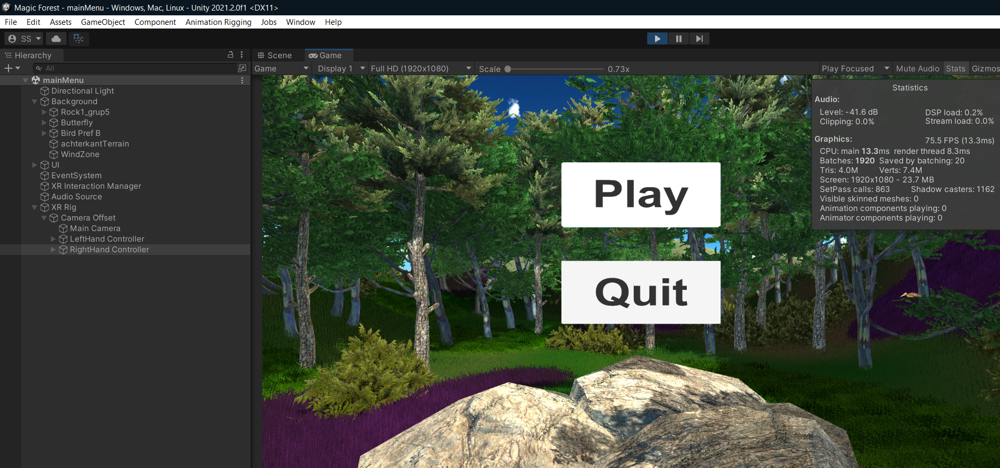 Magic Forest - mainMenu - Windows, Mac, Linux - Unity 2021.2.0f1 <DX11>
File Edit Assets GameObject Component Animation Rigging Jobs Window Help
SS
Hierarchy
All
mainMenu
Directional Light
Background
Rock1_grup5
Butterfly
Bird Pref B
achterkantTerrain
WindZone
UI
EventSystem
XR Interaction Manager
Audio Source
XR Rig
Camera Offset
Main Camera
LeftHand Controller
RightHand Controller
Scene Game
Game Display 1 Full HD (1920x1080) Scale 0.73x Play Focused Mute Audio Stats Gizmos
Play
Quit
Statistics
Audio:
Level: -41.6 dB DSP load: 0.2%
Clipping: 0.0% Stream load: 0.0%
Graphics: 75.5 FPS (13.3ms)
CPU: main 13.3ms render thread 8.3ms
Batches: 1920 Saved by batching: 20
Tris: 4.0M Verts: 7.4M
Screen: 1920x1080 - 23.7 MB
SetPass calls: 863 Shadow casters: 1162
Visible skinned meshes: 0
Animation components playing: 0
Animator components playing: 0